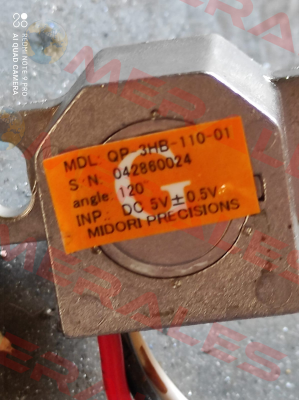 REDMI NOTE 9 PRO
AI QUAD CAMERA
MDL: QP-3HB-110-01
S N. 042860024
angle 120°
INP: DC 5V±0.5V.
MIDORI PRECISIONS
G